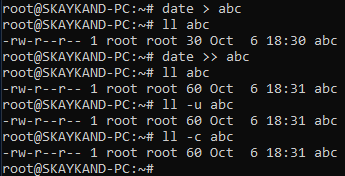 root@SKAYKAND-PC:~# date > abc
root@SKAYKAND-PC:~# ll abc
-rw-r--r-- 1 root root 30 Oct  6 18:30 abc
root@SKAYKAND-PC:~# date >> abc
root@SKAYKAND-PC:~# ll abc
-rw-r--r-- 1 root root 60 Oct  6 18:31 abc
root@SKAYKAND-PC:~# ll -u abc
-rw-r--r-- 1 root root 60 Oct  6 18:31 abc
root@SKAYKAND-PC:~# ll -c abc
-rw-r--r-- 1 root root 60 Oct  6 18:31 abc
root@SKAYKAND-PC:~#